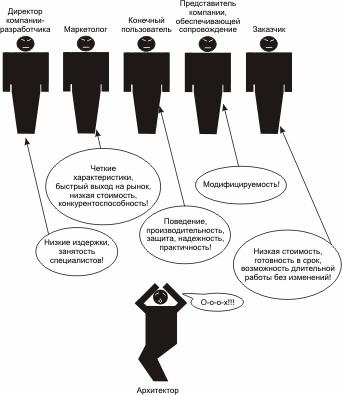 Директор
компании-
разработчика
Маркетолог
Конечный
пользователь
Представитель
компании,
обеспечивающей
сопровождение
Заказчик
Четкие
характеристики,
быстрый выход на рынок,
низкая стоимость,
конкурентоспособность!
Модифицируемость!
Поведение,
производительность,
защита, надежность,
практичность!
Низкие издержки,
занятость
специалистов!
Низкая стоимость,
готовность в срок,
возможность длительной
работы без изменений!
О-о-о-х!!!
Архитектор